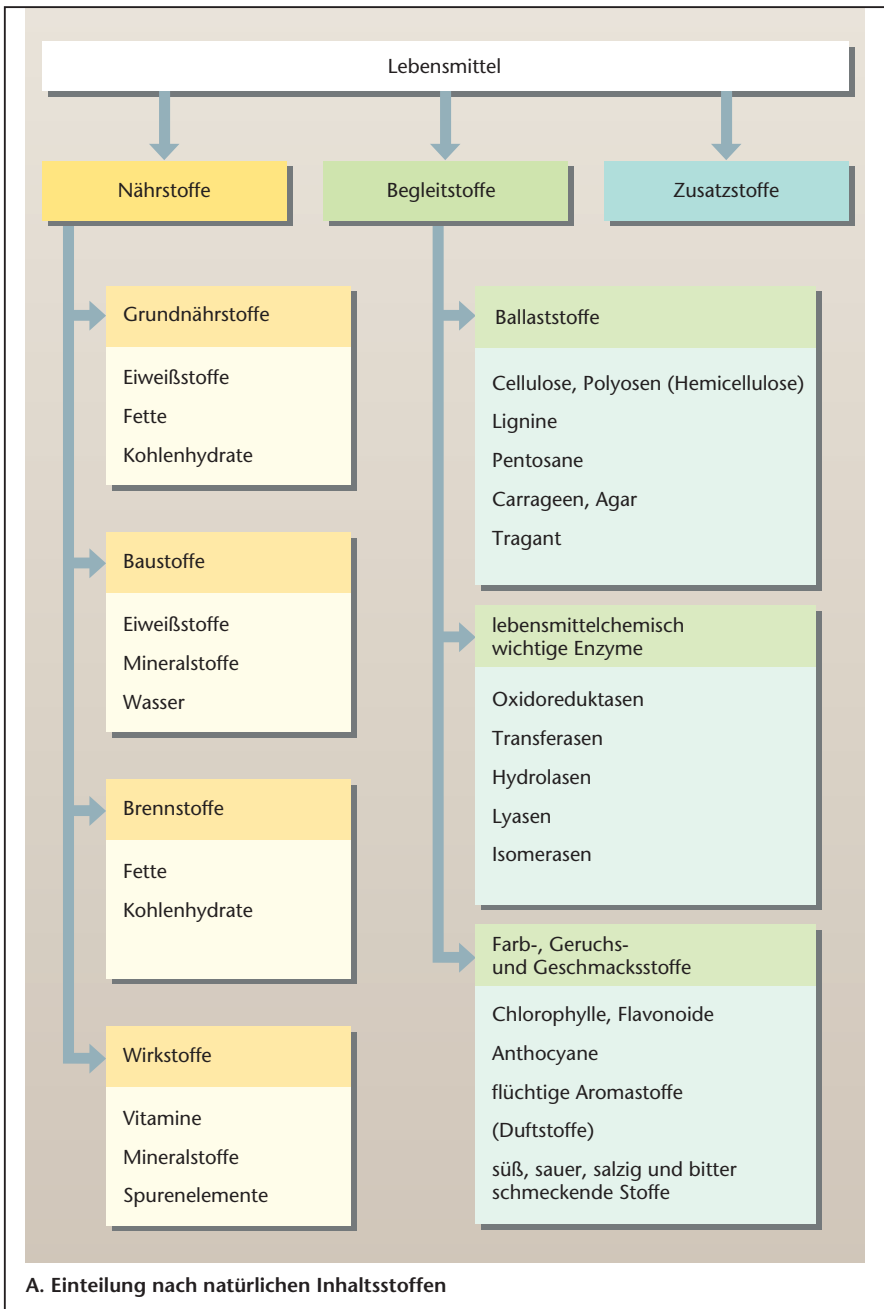 Lebensmittel
Nährstoffe
Begleitstoffe
Zusatzstoffe
Grundnährstoffe
Eiweißstoffe
Fette
Kohlenhydrate
Baustoffe
Eiweißstoffe
Mineralstoffe
Wasser
Brennstoffe
Fette
Kohlenhydrate
Wirkstoffe
Vitamine
Mineralstoffe
Spurenelemente
Ballaststoffe
Cellulose, Polyosen (Hemicellulose)
Lignine
Pentosane
Carrageen, Agar
Tragant
lebensmittelchemisch
wichtige Enzyme
Oxidoreduktasen
Transferasen
Hydrolasen
Lyasen
Isomerasen
Farb-, Geruchs-
und Geschmacksstoffe
Chlorophylle, Flavonoide
Anthocyane
flüchtige Aromastoffe
(Duftstoffe)
süß, sauer, salzig und bitter
schmeckende Stoffe
A. Einteilung nach natürlichen Inhaltsstoffen